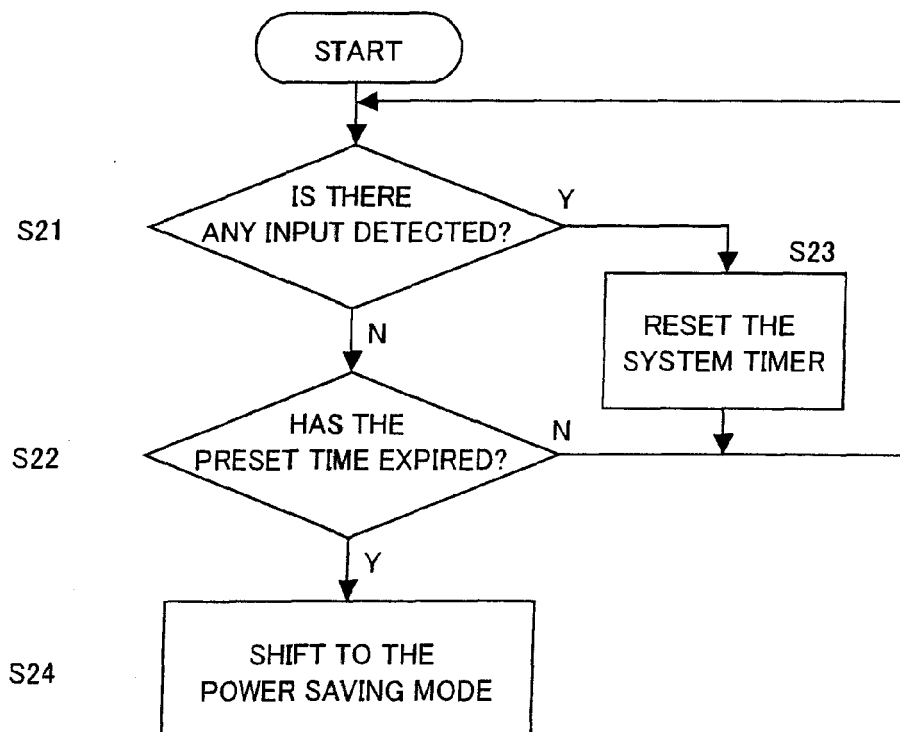 START
IS THERE
ANY INPUT DETECTED?
Y
S21
S23
RESET THE
SYSTEM TIMER
N
HAS THE
PRESET TIME EXPIRED?
N
S22
Y
SHIFT TO THE
POWER SAVING MODE
S24